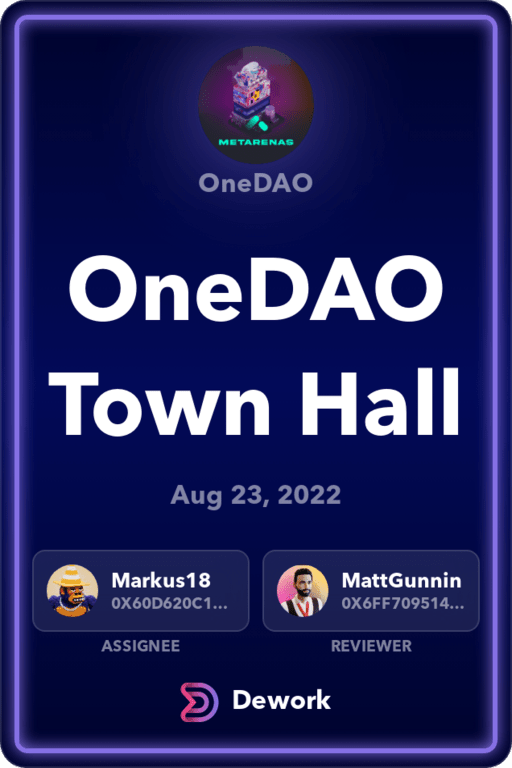 METARENAS
OneDAO
OneDAO
Town Hall
Aug 23, 2022
Markus18
0X60D620C1...
MattGunnin
0X6FF709514...
ASSIGNEE
REVIEWER
Dework